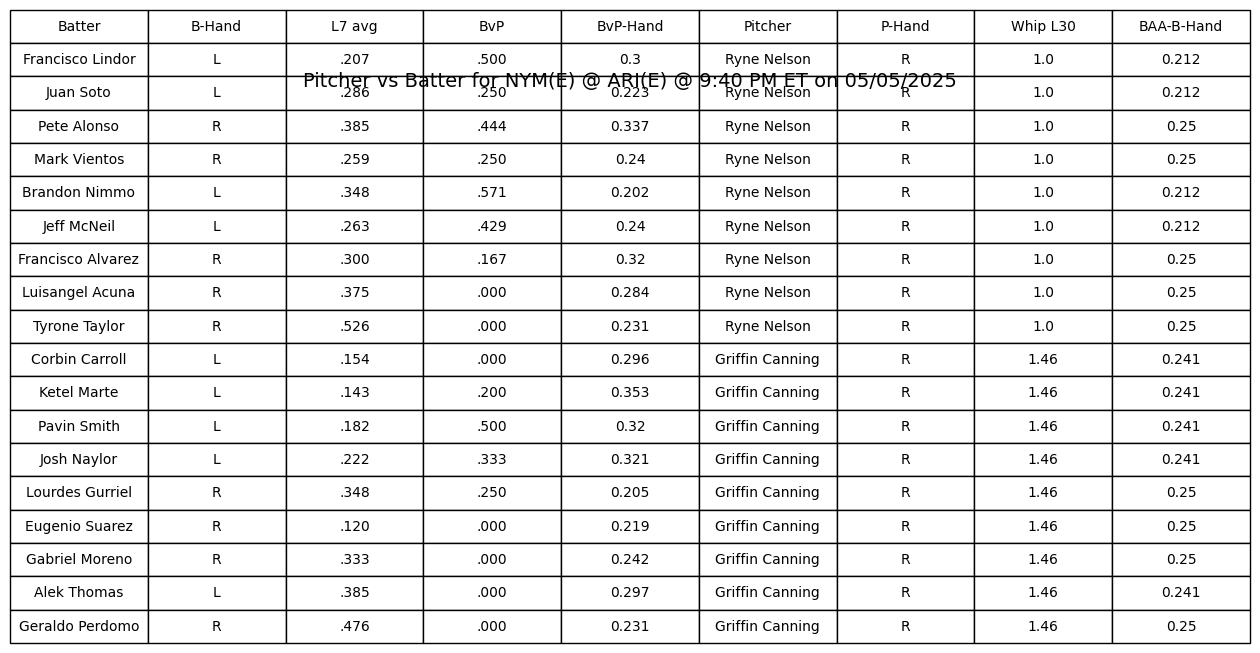 Batter B-Hand L7 avg BvP BvP-Hand Pitcher P-Hand Whip L30 BAA-B-Hand
Francisco Lindor L .207 .500 0.3 Ryne Nelson R 1.0 0.212
Pitcher vs Batter for NYM(E) @ ARI(E) @ 9:40 PM ET on 05/05/2025
Juan Soto L .286 .250 0.223 Ryne Nelson R 1.0 0.212
Pete Alonso R .385 .444 0.337 Ryne Nelson R 1.0 0.25
Mark Vientos R .259 .250 0.24 Ryne Nelson R 1.0 0.25
Brandon Nimmo L .348 .571 0.202 Ryne Nelson R 1.0 0.212
Jeff McNeil L .263 .429 0.24 Ryne Nelson R 1.0 0.212
Francisco Alvarez R .300 .167 0.32 Ryne Nelson R 1.0 0.25
Luisangel Acuna R .375 .000 0.284 Ryne Nelson R 1.0 0.25
Tyrone Taylor R .526 .000 0.231 Ryne Nelson R 1.0 0.25
Corbin Carroll L .154 .000 0.296 Griffin Canning R 1.46 0.241
Ketel Marte L .143 .200 0.353 Griffin Canning R 1.46 0.241
Pavin Smith L .182 .500 0.32 Griffin Canning R 1.46 0.241
Josh Naylor L .222 .333 0.321 Griffin Canning R 1.46 0.241
Lourdes Gurriel R .348 .250 0.205 Griffin Canning R 1.46 0.25
Eugenio Suarez R .120 .000 0.219 Griffin Canning R 1.46 0.25
Gabriel Moreno R .333 .000 0.242 Griffin Canning R 1.46 0.25
Alek Thomas L .385 .000 0.297 Griffin Canning R 1.46 0.241
Geraldo Perdomo R .476 .000 0.231 Griffin Canning R 1.46 0.25